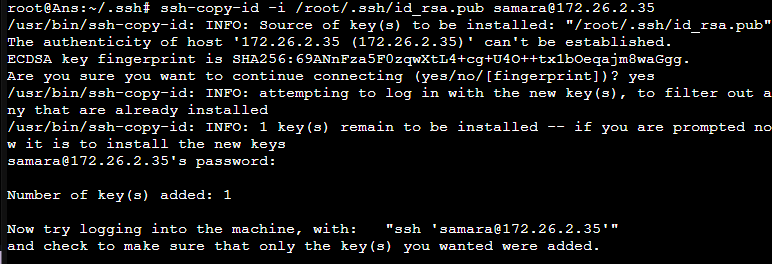 root@Ans:~/.ssh# ssh-copy-id -i /root/.ssh/id_rsa.pub samara@172.26.2.35
/usr/bin/ssh-copy-id: INFO: Source of key(s) to be installed: "/root/.ssh/id_rsa.pub"
The authenticity of host '172.26.2.35 (172.26.2.35)' can't be established.
ECDSA key fingerprint is SHA256:69ANnFza5F0zqwXtL4+cg+U4O++tx1bOeqajm8waGgg.
Are you sure you want to continue connecting (yes/no/[fingerprint])? yes
/usr/bin/ssh-copy-id: INFO: attempting to log in with the new key(s), to filter out a
ny that are already installed
/usr/bin/ssh-copy-id: INFO: 1 key(s) remain to be installed -- if you are prompted no
w it is to install the new keys
samara@172.26.2.35's password:
Number of key(s) added: 1
Now try logging into the machine, with:   "ssh 'samara@172.26.2.35'"
and check to make sure that only the key(s) you wanted were added.